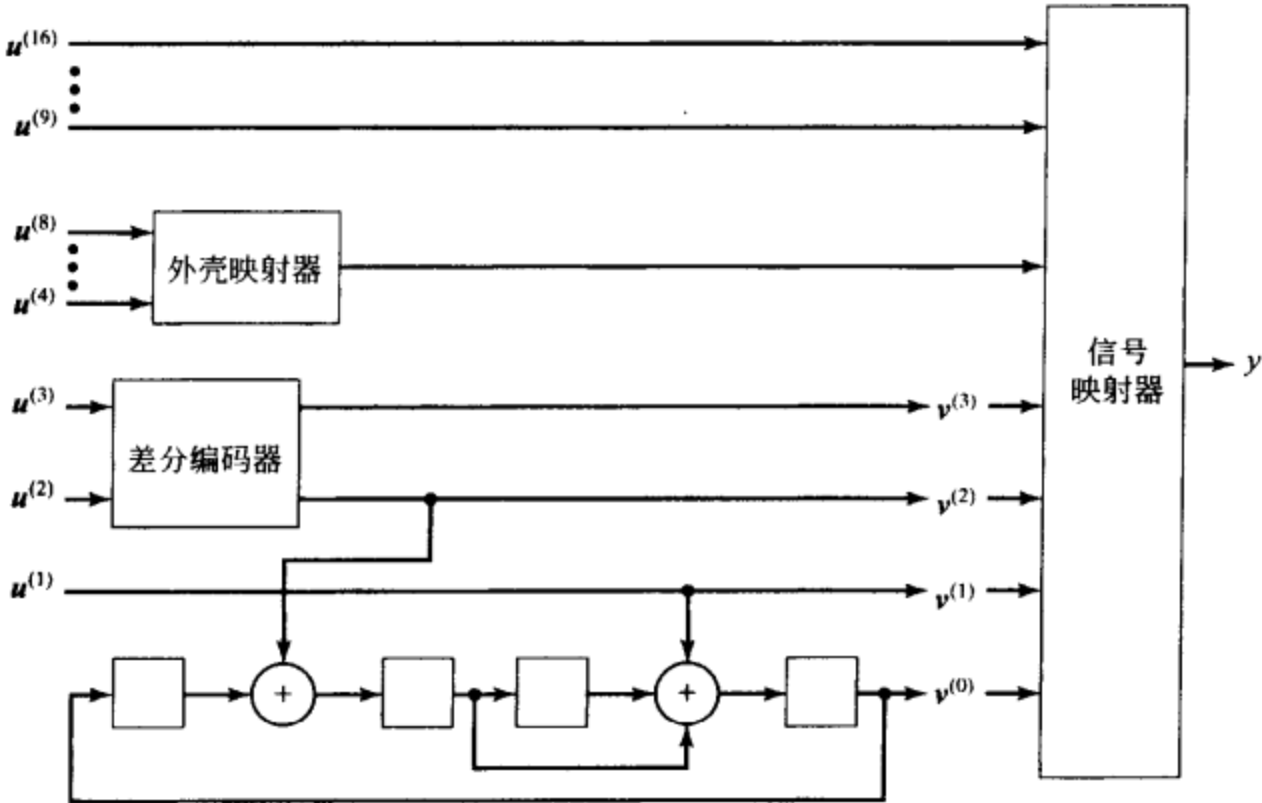 u(16)
u(9)
u(8)
外壳映射器
u(4)
信号
映射器
y
u(3)
v(3)
差分编码器
u(2)
v(2)
u(1)
v(1)
+
+
v(0)